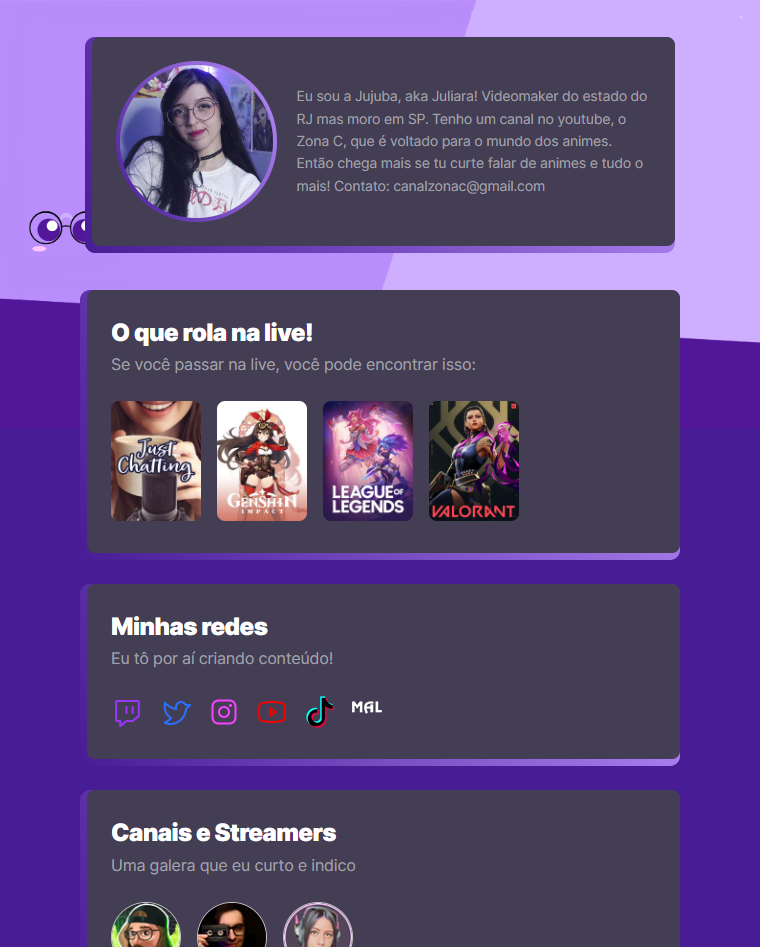 Eu sou a Jujuba, aka Juliara! Videomaker do estado do
RJ mas moro em SP. Tenho um canal no youtube, o
Zona C, que é voltado para o mundo dos animes.
Então chega mais se tu curte falar de animes e tudo o
mais! Contato: canalzonac@gmail.com
O que rola na live!
Se você passar na live, você pode encontrar isso:
Just
Chatting
GENSHIN
IMPACT
LEAGUE OF
LEGENDS
VALORANT
Minhas redes
Eu tô por aí criando conteúdo!
MAL
Canais e Streamers
Uma galera que eu curto e indico